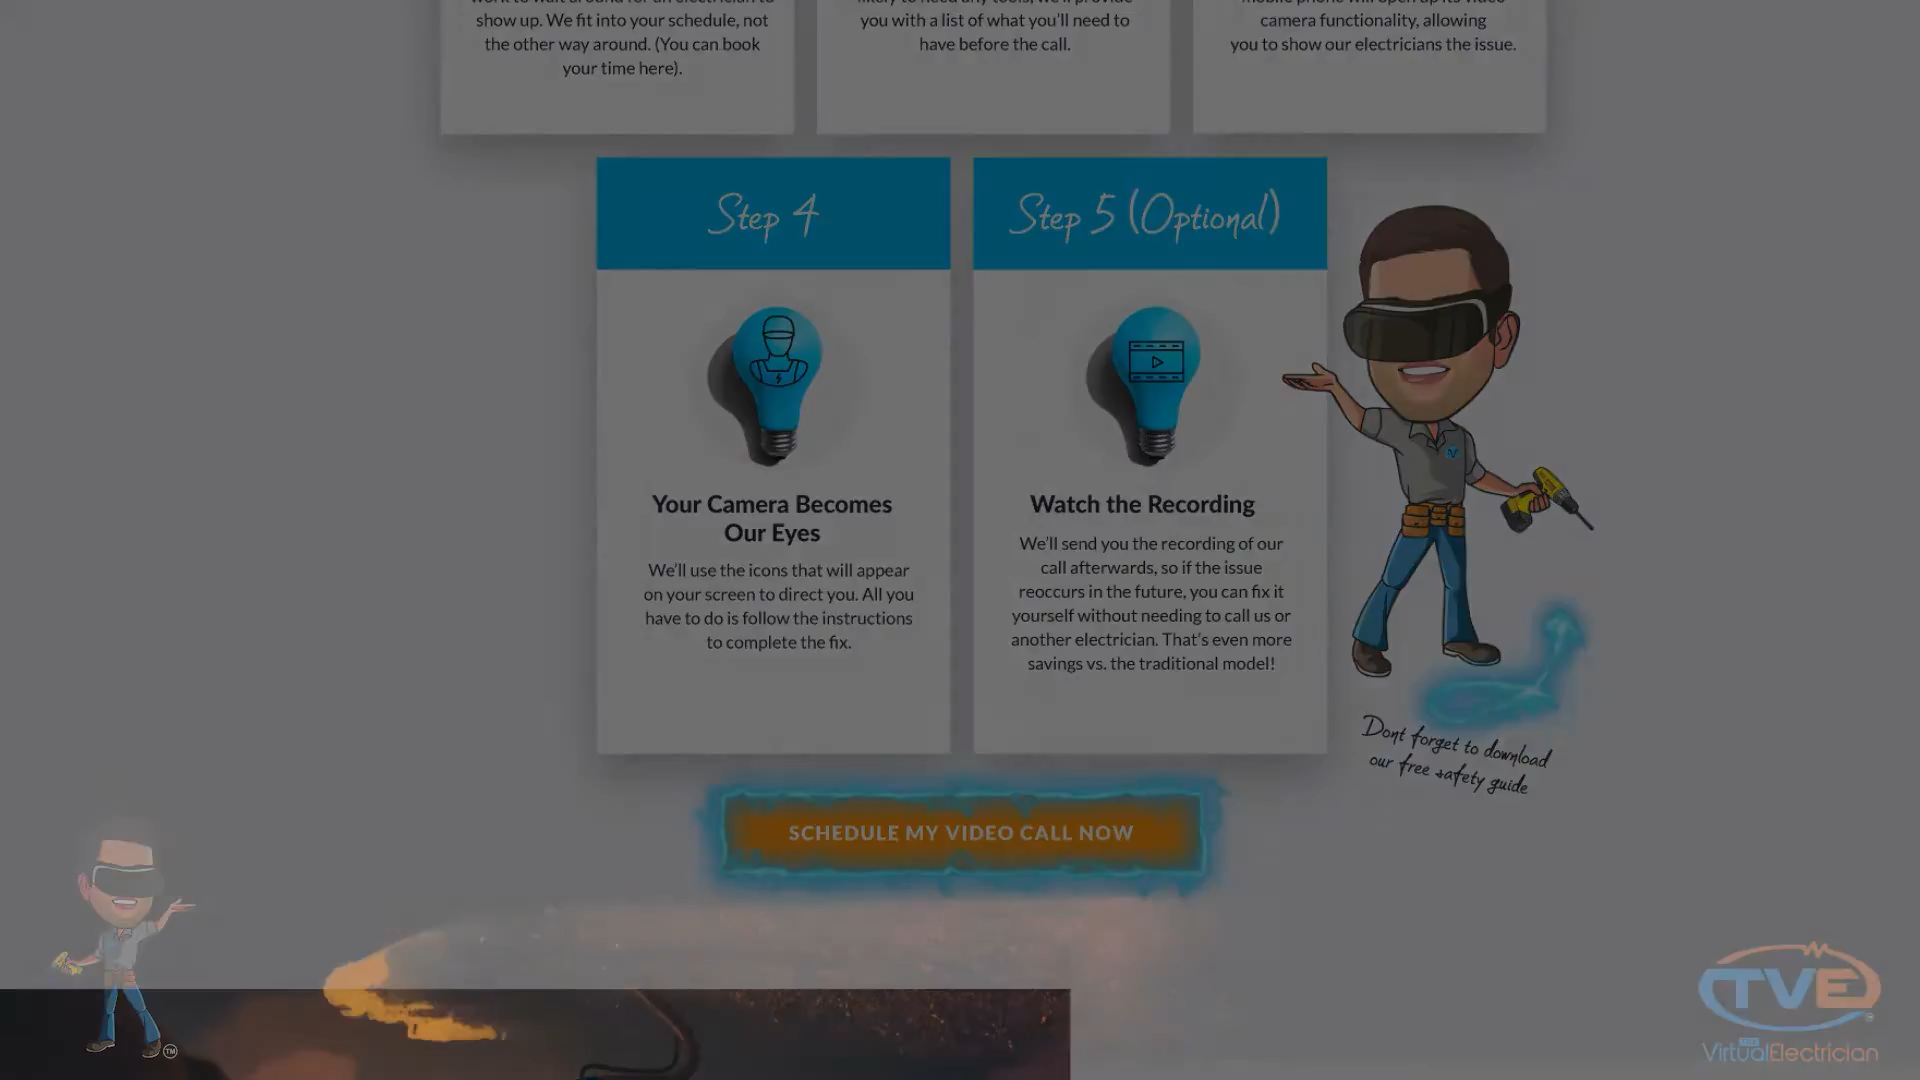 show up. We fit into your schedule, not
the other way around. (You can book
your time here).
you with a list of what you'll need to
have before the call.
camera functionality, allowing
you to show our electricians the issue.
Step 4
Your Camera Becomes
Our Eyes
We'll use the icons that will appear
on your screen to direct you. All you
have to do is follow the instructions
to complete the fix.
Step 5 (Optional)
Watch the Recording
We'll send you the recording of our
call afterwards, so if the issue
reoccurs in the future, you can fix it
yourself without needing to call us or
another electrician. That's even more
savings vs. the traditional model!
Dont forget to download
our free safety guide
SCHEDULE MY VIDEO CALL NOW
TM
TVE
THE
VirtualElectrician